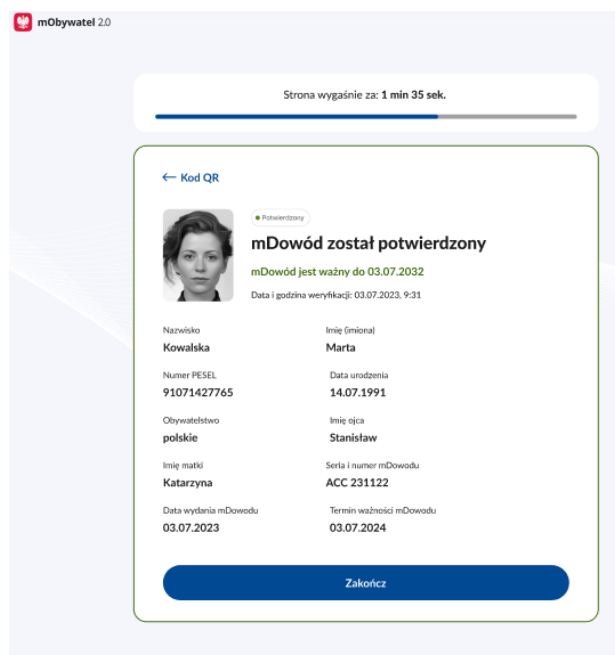 mObywatel 2.0
Strona wygaśnie za: 1 min 35 sek.
← Kod QR
Potwierdzony
mDowód został potwierdzony
mDowód jest ważny do 03.07.2032
Data i godzina weryfikacji: 03.07.2023, 9:31
Nazwisko Imię (imiona)
Kowalska Marta
Numer PESEL Data urodzenia
91071427765 14.07.1991
Obywatelstwo Imię ojca
polskie Stanisław
Imię matki Seria i numer mDowodu
Katarzyna ACC 231122
Data wydania mDowodu Termin ważności mDowodu
03.07.2023 03.07.2024
Zakończ